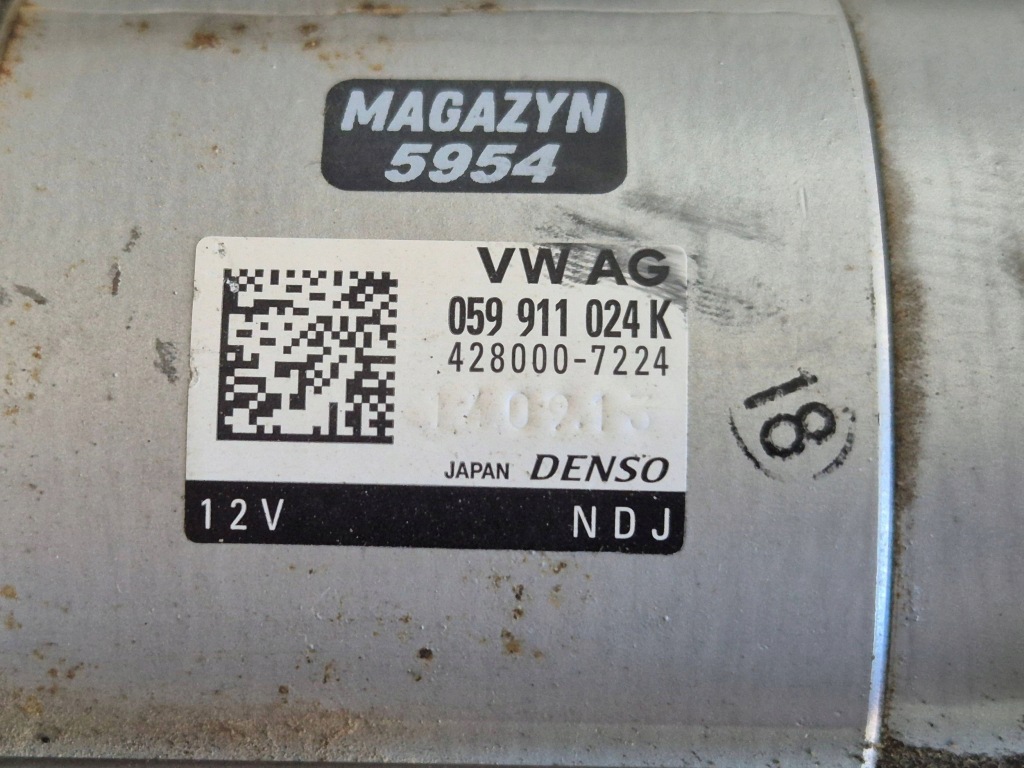 MAGAZYN
5954
VW AG
059 911 024 K
428000-7224
JAPAN DENSO
12V NDJ
18